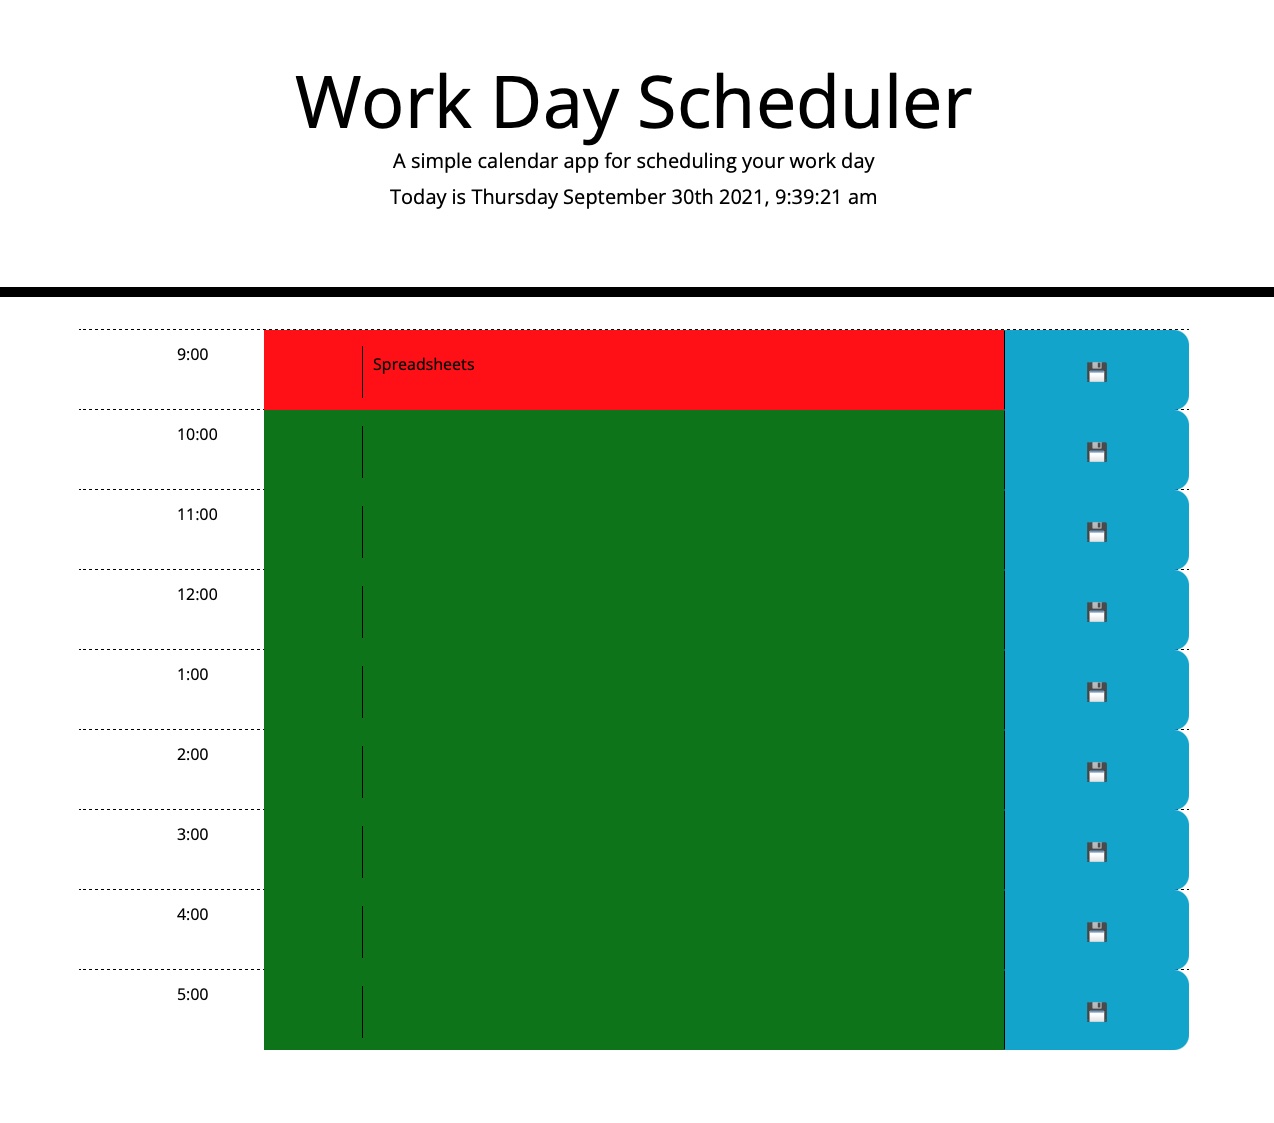 Work Day Scheduler
A simple calendar app for scheduling your work day
Today is Thursday September 30th 2021, 9:39:21 am
9:00
Spreadsheets
10:00
11:00
12:00
1:00
2:00
3:00
4:00
5:00